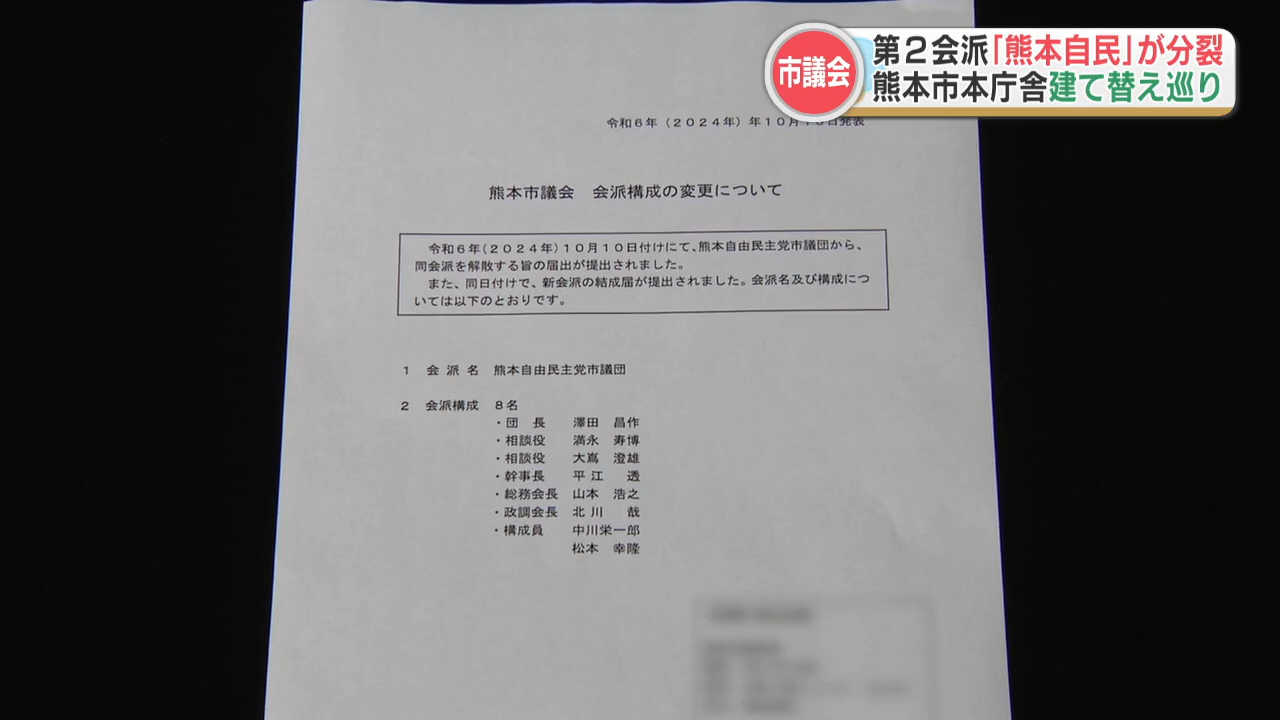 市議会
第２会派「熊本自民」が分裂
熊本市本庁舎建て替え巡り
令和６年（２０２４年）年１０月１０日発表
熊本市議会　会派構成の変更について
令和６年（２０２４年）１０月１０日付けにて、熊本自由民主党市議団から、
同会派を解散する旨の届出が提出されました。
また、同日付けで、新会派の結成届が提出されました。会派名及び構成につ
いては以下のとおりです。
１　会 派 名　熊本自由民主党市議団
２　会派構成　８名
・団　長　　澤田　昌作
・相談役　　満永　寿博
・相談役　　大嶌　澄雄
・幹事長　　平江　　透
・総務会長　山本　浩之
・政調会長　北川　　哉
・構成員　　中川栄一郎
松本　幸隆